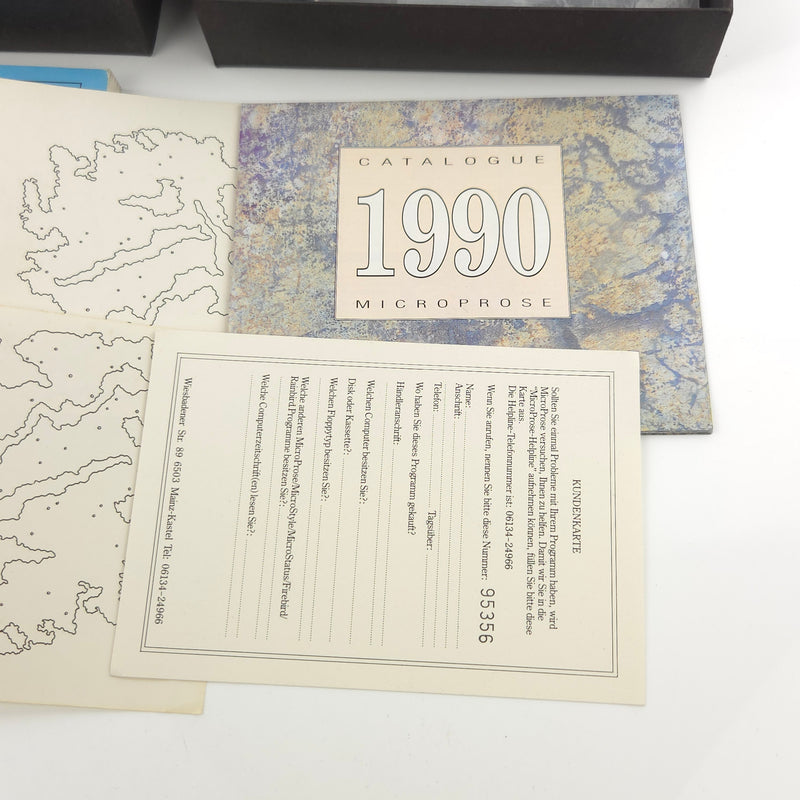 CATALOGUE
1990
MICROPROSE
KUNDENKARTE
Sollten Sie einmal Probleme mit Ihrem Programm haben, wird
MicroProse versuchen, Ihnen zu helfen. Damit wir Sie in die
"MicroProse-Helpline" aufnehmen können, füllen Sie bitte diese
Karte aus.
Die Helpline-Telefonnummer ist: 06134-24966
Wenn Sie anrufen, nennen Sie bitte diese Nummer: 95356
Name:
Anschrift:
Telefon: Tagsüber:
Wo haben Sie dieses Programm gekauft?
Händleranschrift:
Welchen Computer besitzen Sie?:
Disk oder Kassette?:
Welchen Floppytyp besitzen Sie?:
Welche anderen MicroProse/MicroStyle/MicroStatus/Firebird/
Rainbird Programme besitzen Sie?:
Welche Computerzeitschrift(en) lesen Sie?:
Wiesbadener Str. 89 6503 Mainz-Kastel Tel: 06134-24966